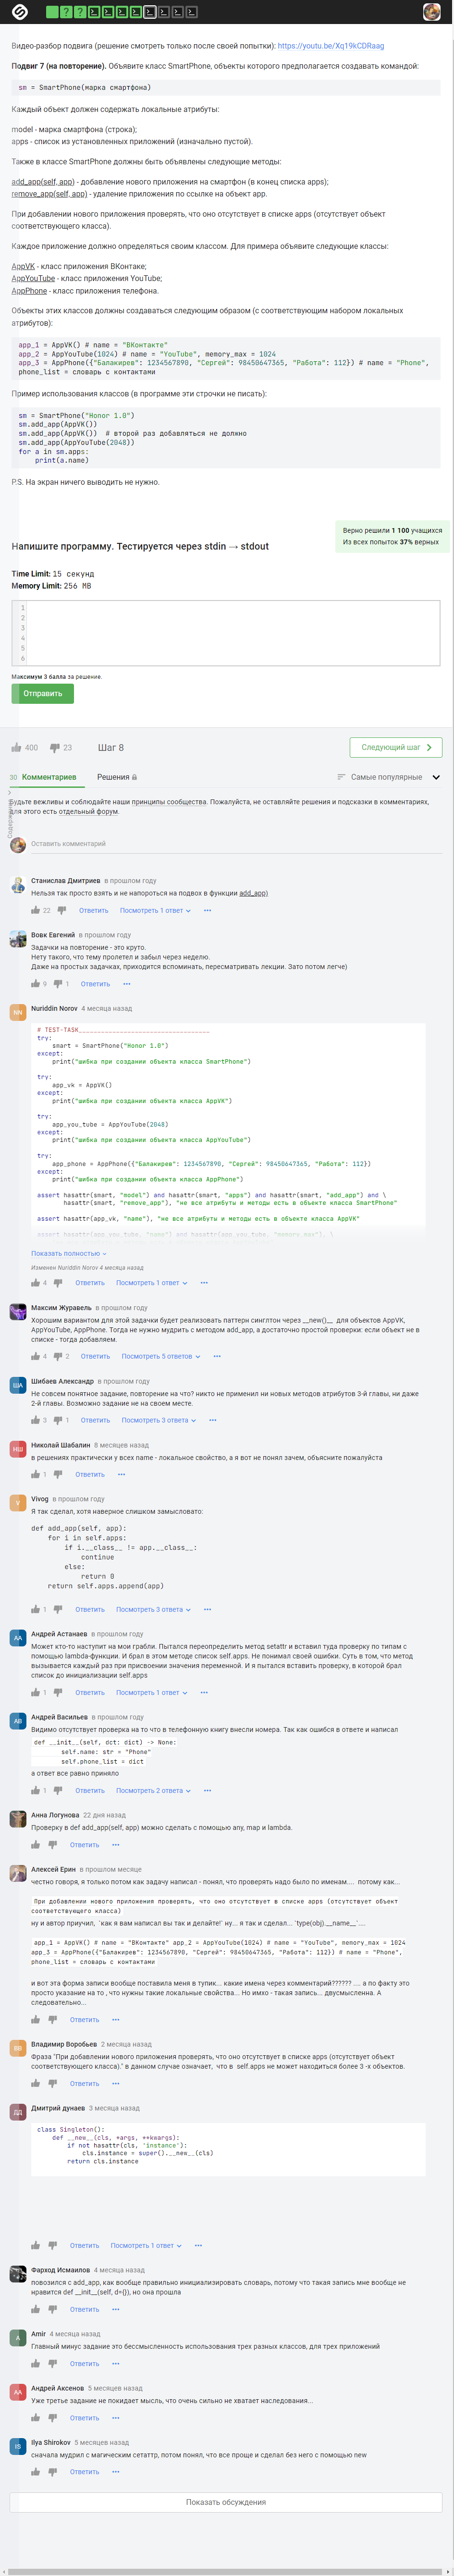 Видео-разбор подвига (решение смотреть только после своей попытки): https://youtu.be/Xq19kCDRaag
Подвиг 7 (на повторение). Объявите класс SmartPhone, объекты которого предполагается создавать командой:
sm = SmartPhone(марка смартфона)
Каждый объект должен содержать локальные атрибуты:
model - марка смартфона (строка);
apps - список из установленных приложений (изначально пустой).
Также в классе SmartPhone должны быть объявлены следующие методы:
add_app(self, app) - добавление нового приложения на смартфон (в конец списка apps);
remove_app(self, app) - удаление приложения по ссылке на объект app.
При добавлении нового приложения проверять, что оно отсутствует в списке apps (отсутствует объект
соответствующего класса).
Каждое приложение должно определяться своим классом. Для примера объявите следующие классы:
AppVK - класс приложения ВКонтаке;
AppYouTube - класс приложения YouTube;
AppPhone - класс приложения телефона.
Объекты этих классов должны создаваться следующим образом (с соответствующим набором локальных
атрибутов):
app_1 = AppVK() # name = "ВКонтакте"
app_2 = AppYouTube(1024) # name = "YouTube", memory_max = 1024
app_3 = AppPhone({"Балакирев": 1234567890, "Сергей": 98450647365, "Работа": 112}) # name = "Phone",
phone_list = словарь с контактами
Пример использования классов (в программе эти строчки не писать):
sm = SmartPhone("Honor 1.0")
sm.add_app(AppVK())
sm.add_app(AppVK())  # второй раз добавляться не должно
sm.add_app(AppYouTube(2048))
for a in sm.apps:
    print(a.name)
P.S. На экран ничего выводить не нужно.
Верно решили 1 100 учащихся
Из всех попыток 37% верных
Напишите программу. Тестируется через stdin → stdout
Time Limit: 15 секунд
Memory Limit: 256 MB
1
2
3
4
5
6
Максимум 3 балла за решение.
Отправить
400 23 Шаг 8 Следующий шаг
30 Комментариев Решения Самые популярные
Содержание
Будьте вежливы и соблюдайте наши принципы сообщества. Пожалуйста, не оставляйте решения и подсказки в комментариях,
для этого есть отдельный форум.
Оставить комментарий
Станислав Дмитриев в прошлом году
Нельзя так просто взять и не напороться на подвох в функции add_app)
22 Ответить Посмотреть 1 ответ •••
Вовк Евгений в прошлом году
Задачки на повторение - это круто.
Нету такого, что тему пролетел и забыл через неделю.
Даже на простых задачках, приходится вспоминать, пересматривать лекции. Зато потом легче)
9 1 Ответить •••
NN
Nuriddin Norov 4 месяца назад
# TEST-TASK___________________________________
try:
    smart = SmartPhone("Honor 1.0")
except:
    print("шибка при создании объекта класса SmartPhone")
try:
    app_vk = AppVK()
except:
    print("шибка при создании объекта класса AppVK")
try:
    app_you_tube = AppYouTube(2048)
except:
    print("шибка при создании объекта класса AppYouTube")
try:
    app_phone = AppPhone({"Балакирев": 1234567890, "Сергей": 98450647365, "Работа": 112})
except:
    print("шибка при создании объекта класса AppPhone")
assert hasattr(smart, "model") and hasattr(smart, "apps") and hasattr(smart, "add_app") and \
       hasattr(smart, "remove_app"), "не все атрибуты и методы есть в объекте класса SmartPhone"
assert hasattr(app_vk, "name"), "не все атрибуты и методы есть в объекте класса AppVK"
assert hasattr(app_you_tube, "name") and hasattr(app_you_tube, "memory_max"), \
Показать полностью
Изменен Nuriddin Norov 4 месяца назад
4 Ответить Посмотреть 1 ответ •••
Максим Журавель в прошлом году
Хорошим вариантом для этой задачки будет реализовать паттерн синглтон через __new()__ для объектов AppVK,
AppYouTube, AppPhone. Тогда не нужно мудрить с методом add_app, а достаточно простой проверки: если объект не в
списке - тогда добавляем.
4 2 Ответить Посмотреть 5 ответов •••
ША
Шибаев Александр в прошлом году
Не совсем понятное задание, повторение на что? никто не применил ни новых методов атрибутов 3-й главы, ни даже
2-й главы. Возможно задание не на своем месте.
3 1 Ответить Посмотреть 3 ответа •••
НШ
Николай Шабалин 8 месяцев назад
в решениях практически у всех name - локальное свойство, а я вот не понял зачем, объясните пожалуйста
1 Ответить •••
V
Vivog в прошлом году
Я так сделал, хотя наверное слишком замысловато:
def add_app(self, app):
    for i in self.apps:
        if i.__class__ != app.__class__:
            continue
        else:
            return 0
    return self.apps.append(app)
1 Ответить Посмотреть 3 ответа •••
АА
Андрей Астанаев в прошлом году
Может кто-то наступит на мои грабли. Пытался переопределить метод setattr и вставил туда проверку по типам с
помощью lambda-функции. И брал в этом методе список self.apps. Не понимал своей ошибки. Суть в том, что метод
вызывается каждый раз при присвоении значения переменной. И я пытался вставить проверку, в которой брал
список до инициализации self.apps
1 Ответить Посмотреть 1 ответ •••
АВ
Андрей Васильев в прошлом году
Видимо отсутствует проверка на то что в телефонную книгу внесли номера. Так как ошибся в ответе и написал
def __init__(self, dct: dict) -> None:
        self.name: str = "Phone"
        self.phone_list = dict
а ответ все равно приняло
1 Ответить Посмотреть 2 ответа •••
Анна Логунова 22 дня назад
Проверку в def add_app(self, app) можно сделать с помощью any, map и lambda.
Ответить •••
Алексей Ерин в прошлом месяце
честно говоря, я только потом как задачу написал - понял, что проверять надо было по именам.... потому как...
При добавлении нового приложения проверять, что оно отсутствует в списке apps (отсутствует объект
соответствующего класса)
ну и автор приучил, `как я вам написал вы так и делайте!` ну... я так и сделал... `type(obj).__name__`....
app_1 = AppVK() # name = "ВКонтакте" app_2 = AppYouTube(1024) # name = "YouTube", memory_max = 1024
app_3 = AppPhone({"Балакирев": 1234567890, "Сергей": 98450647365, "Работа": 112}) # name = "Phone",
phone_list = словарь с контактами
и вот эта форма записи вообще поставила меня в тупик... какие имена через комментарий?????? .... а по факту это
просто указание на то , что нужны такие локальные свойства... Но имхо - такая запись... двусмысленна. А
следовательно...
Ответить •••
ВВ
Владимир Воробьев 2 месяца назад
Фраза "При добавлении нового приложения проверять, что оно отсутствует в списке apps (отсутствует объект
соответствующего класса)." в данном случае означает, что в self.apps не может находиться более 3 -х объектов.
Ответить •••
ДД
Дмитрий дунаев 3 месяца назад
class Singleton():
    def __new__(cls, *args, **kwargs):
        if not hasattr(cls, 'instance'):
            cls.instance = super().__new__(cls)
        return cls.instance
Ответить Посмотреть 1 ответ •••
Фарход Исмаилов 4 месяца назад
повозился с add_app, как вообще правильно инициализировать словарь, потому что такая запись мне вообще не
нравится def __init__(self, d={}), но она прошла
Ответить •••
A
Amir 4 месяца назад
Главный минус задание это бессмысленность использования трех разных классов, для трех приложений
Ответить •••
АА
Андрей Аксенов 5 месяцев назад
Уже третье задание не покидает мысль, что очень сильно не хватает наследования...
Ответить •••
IS
Ilya Shirokov 5 месяцев назад
сначала мудрил с магическим сетаттр, потом понял, что все проще и сделал без него с помощью new
Ответить •••
Показать обсуждения